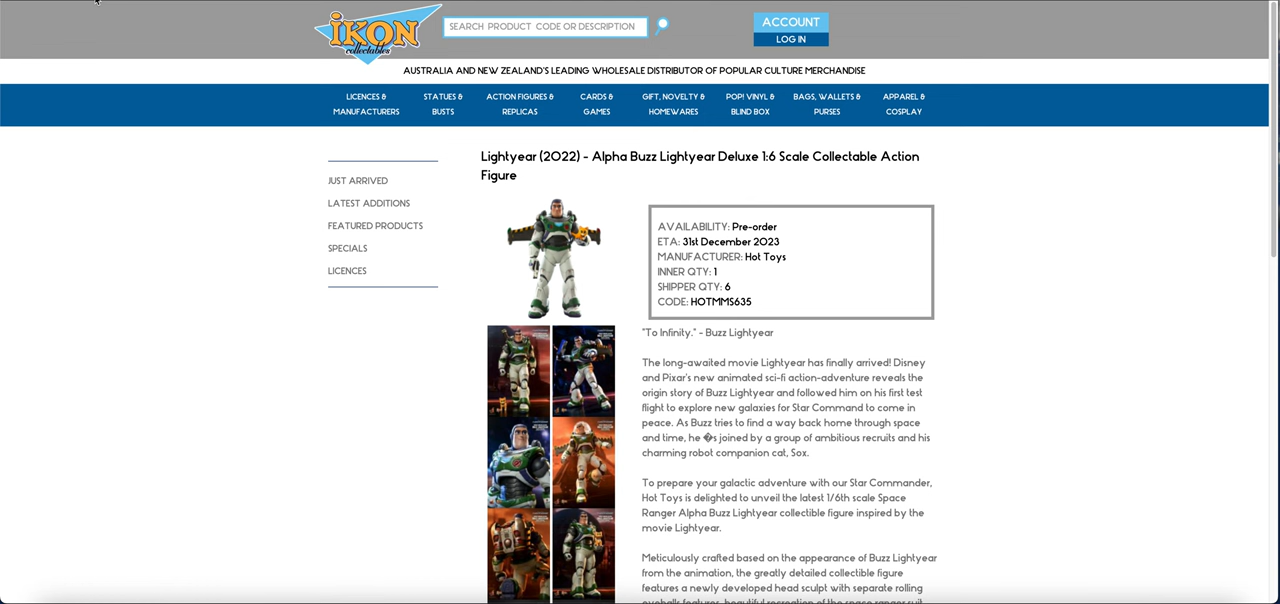 iKON
collectables
SEARCH PRODUCT CODE OR DESCRIPTION
ACCOUNT
LOG IN
AUSTRALIA AND NEW ZEALAND'S LEADING WHOLESALE DISTRIBUTOR OF POPULAR CULTURE MERCHANDISE
LICENCES &
MANUFACTURERS
STATUES &
BUSTS
ACTION FIGURES &
REPLICAS
CARDS &
GAMES
GIFT, NOVELTY &
HOMEWARES
POP! VINYL &
BLIND BOX
BAGS, WALLETS &
PURSES
APPAREL &
COSPLAY
JUST ARRIVED
LATEST ADDITIONS
FEATURED PRODUCTS
SPECIALS
LICENCES
Lightyear (2022) - Alpha Buzz Lightyear Deluxe 1:6 Scale Collectable Action
Figure
AVAILABILITY: Pre-order
ETA: 31st December 2023
MANUFACTURER: Hot Toys
INNER QTY: 1
SHIPPER QTY: 6
CODE: HOTMMS635
"To Infinity." - Buzz Lightyear
The long-awaited movie Lightyear has finally arrived! Disney
and Pixar's new animated sci-fi action-adventure reveals the
origin story of Buzz Lightyear and followed him on his first test
flight to explore new galaxies for Star Command to come in
peace. As Buzz tries to find a way back home through space
and time, he �s joined by a group of ambitious recruits and his
charming robot companion cat, Sox.
To prepare your galactic adventure with our Star Commander,
Hot Toys is delighted to unveil the latest 1/6th scale Space
Ranger Alpha Buzz Lightyear collectible figure inspired by the
movie Lightyear.
Meticulously crafted based on the appearance of Buzz Lightyear
from the animation, the greatly detailed collectible figure
features a newly developed head sculpt with separate rolling
eyeballs features, beautiful recreation of the space ranger suit